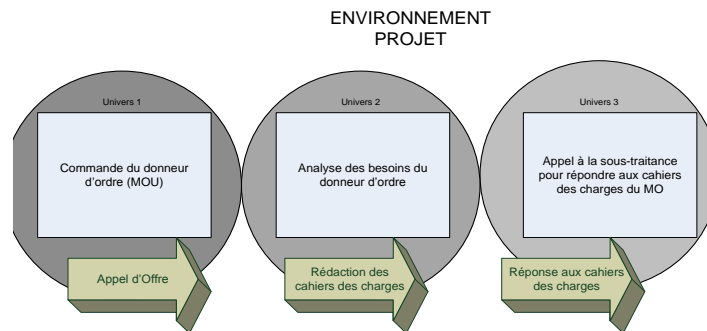 ENVIRONNEMENT
PROJET
Univers 1
Commande du donneur
d'ordre (MOU)
Appel d'Offre
Univers 2
Analyse des besoins du
donneur d'ordre
Rédaction des
cahiers des charges
Univers 3
Appel à la sous-traitance
pour répondre aux cahiers
des charges du MO
Réponse aux cahiers
des charges